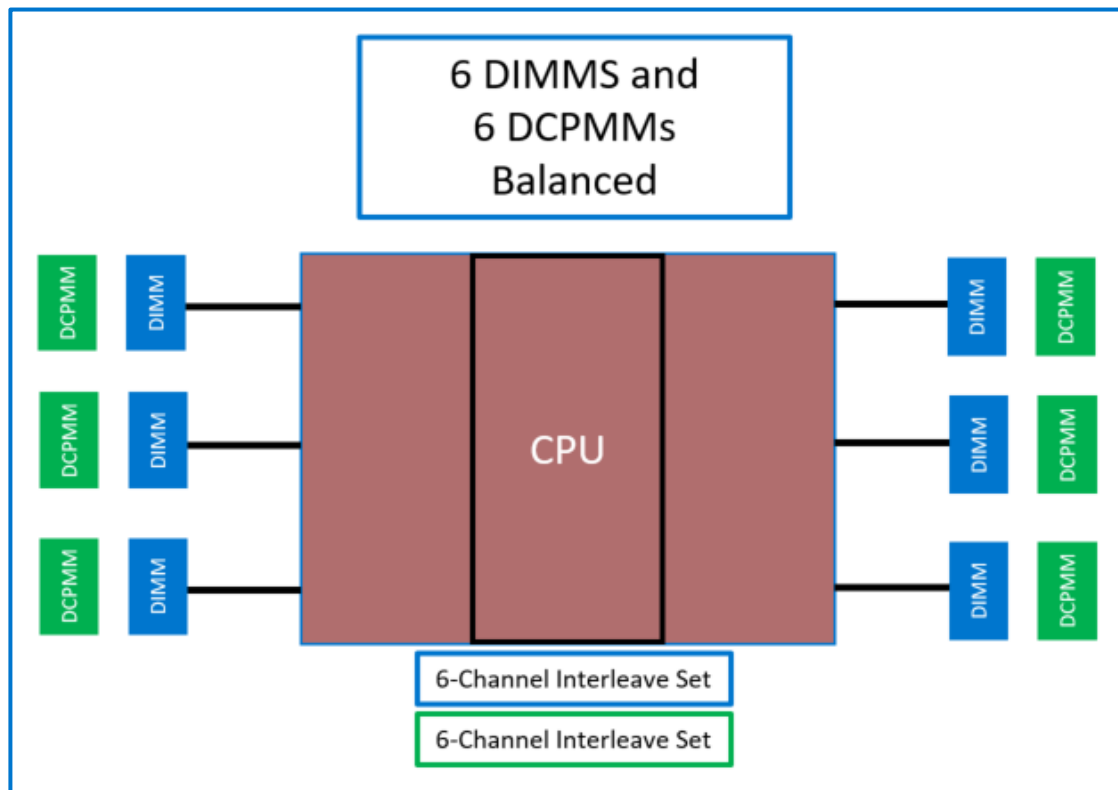 6 DIMMS and
6 DCPMMs
Balanced
DCPMM
DIMM
DIMM
DCPMM
DCPMM
DIMM
CPU
DIMM
DCPMM
DCPMM
DIMM
DIMM
DCPMM
6-Channel Interleave Set
6-Channel Interleave Set